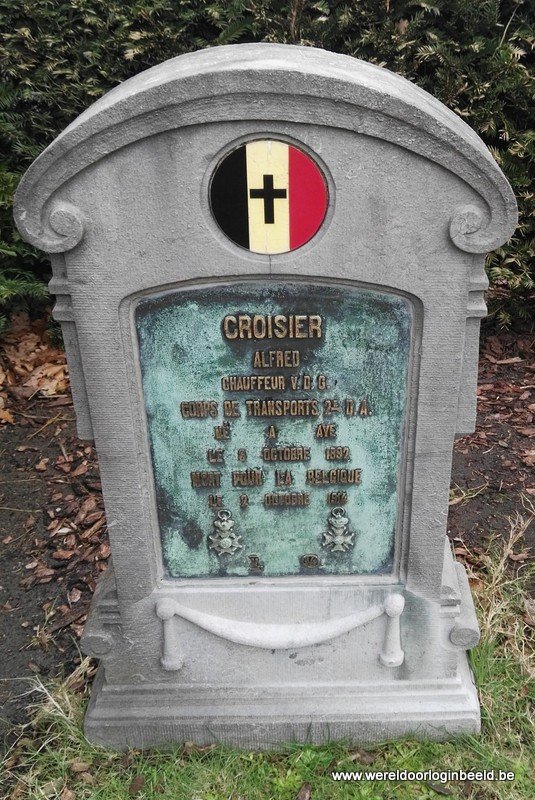 CROISIER
ALFRED
CHAUFFEUR V.D.G.
CORPS DE TRANSPORTS. 2e D.A.
NÉ A AYE
LE 6 OCTOBRE 1892
MORT POUR LA BELGIQUE
LE 2 OCTOBRE 1914
www.wereldoorloginbeeld.be